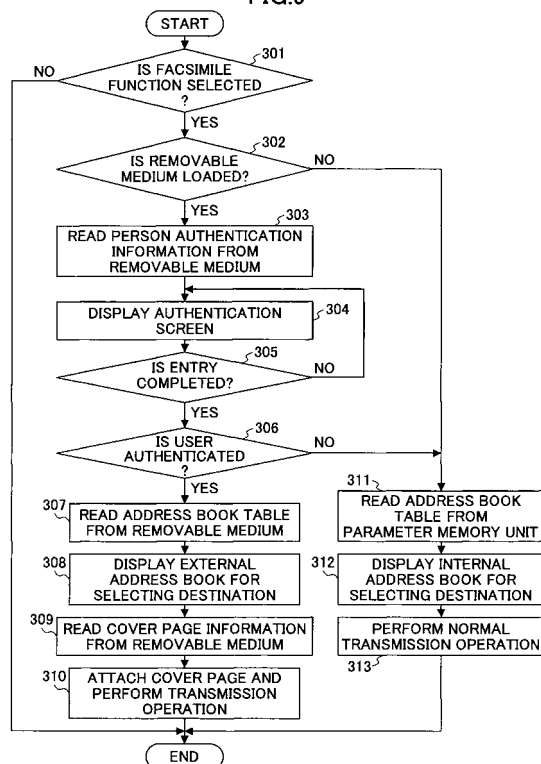 FIG.
START
301
IS FACSIMILE
FUNCTION SELECTED
?
NO
YES
302
IS REMOVABLE
MEDIUM LOADED?
NO
YES
303
READ PERSON AUTHENTICATION
INFORMATION FROM
REMOVABLE MEDIUM
DISPLAY AUTHENTICATION
SCREEN
304
305
IS ENTRY
COMPLETED?
NO
YES
306
IS USER
AUTHENTICATED
?
NO
YES
307
READ ADDRESS BOOK TABLE
FROM REMOVABLE MEDIUM
308
DISPLAY EXTERNAL
ADDRESS BOOK FOR
SELECTING DESTINATION
309
READ COVER PAGE INFORMATION
FROM REMOVABLE MEDIUM
310
ATTACH COVER PAGE AND
PERFORM TRANSMISSION
OPERATION
311
READ ADDRESS BOOK
TABLE FROM
PARAMETER MEMORY UNIT
312
DISPLAY INTERNAL
ADDRESS BOOK FOR
SELECTING DESTINATION
PERFORM NORMAL
TRANSMISSION OPERATION
313
END